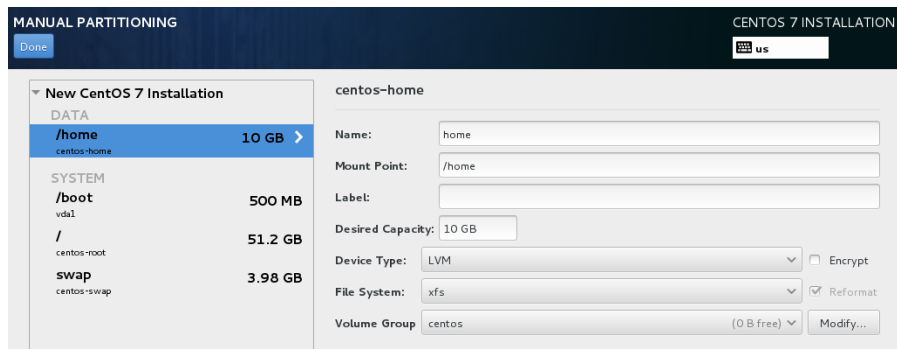 MANUAL PARTITIONING
CENTOS 7 INSTALLATION
Done
us
New CentOS 7 Installation
DATA
/home
10 GB
centos-home
SYSTEM
/boot
500 MB
vda1
/
51.2 GB
centos-root
swap
3.98 GB
centos-swap
centos-home
Name: home
Mount Point: /home
Label:
Desired Capacity: 10 GB
Device Type: LVM Encrypt
File System: xfs Reformat
Volume Group centos (0 B free) Modify...